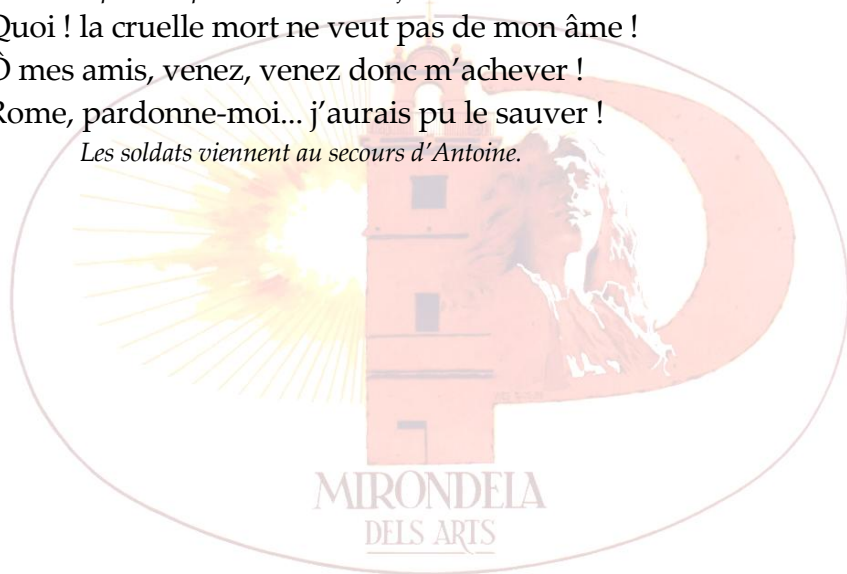 Quoi ! la cruelle mort ne veut pas de mon âme !
Ô mes amis, venez, venez donc m’achever !
Rome, pardonne-moi... j’aurais pu le sauver !
Les soldats viennent au secours d’Antoine.
MIRONDELA
DELS ARTS